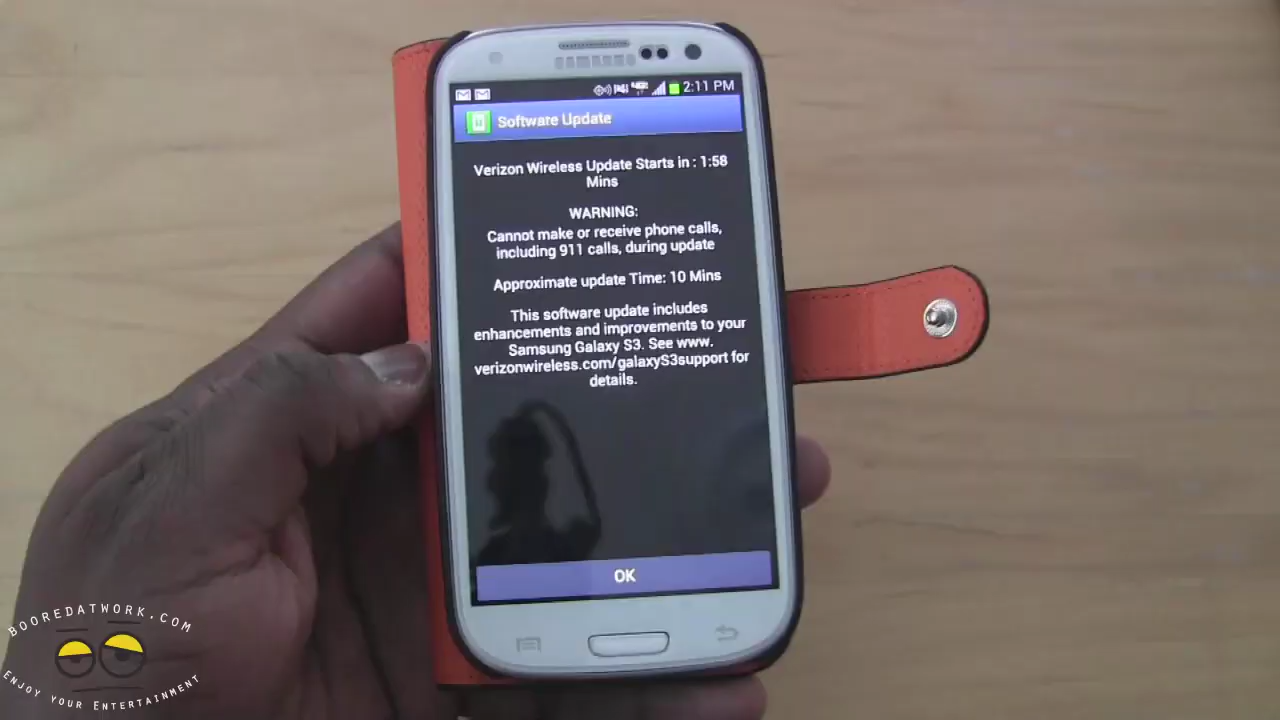 2:11 PM
Software Update
Verizon Wireless Update Starts in : 1:58
Mins
WARNING:
Cannot make or receive phone calls,
including 911 calls, during update
Approximate update Time: 10 Mins
This software update includes
enhancements and improvements to your
Samsung Galaxy S3. See www.
verizonwireless.com/galaxyS3support for
details.
OK
BOOREDATWORK.COM
ENJOY YOUR ENTERTAINMENT